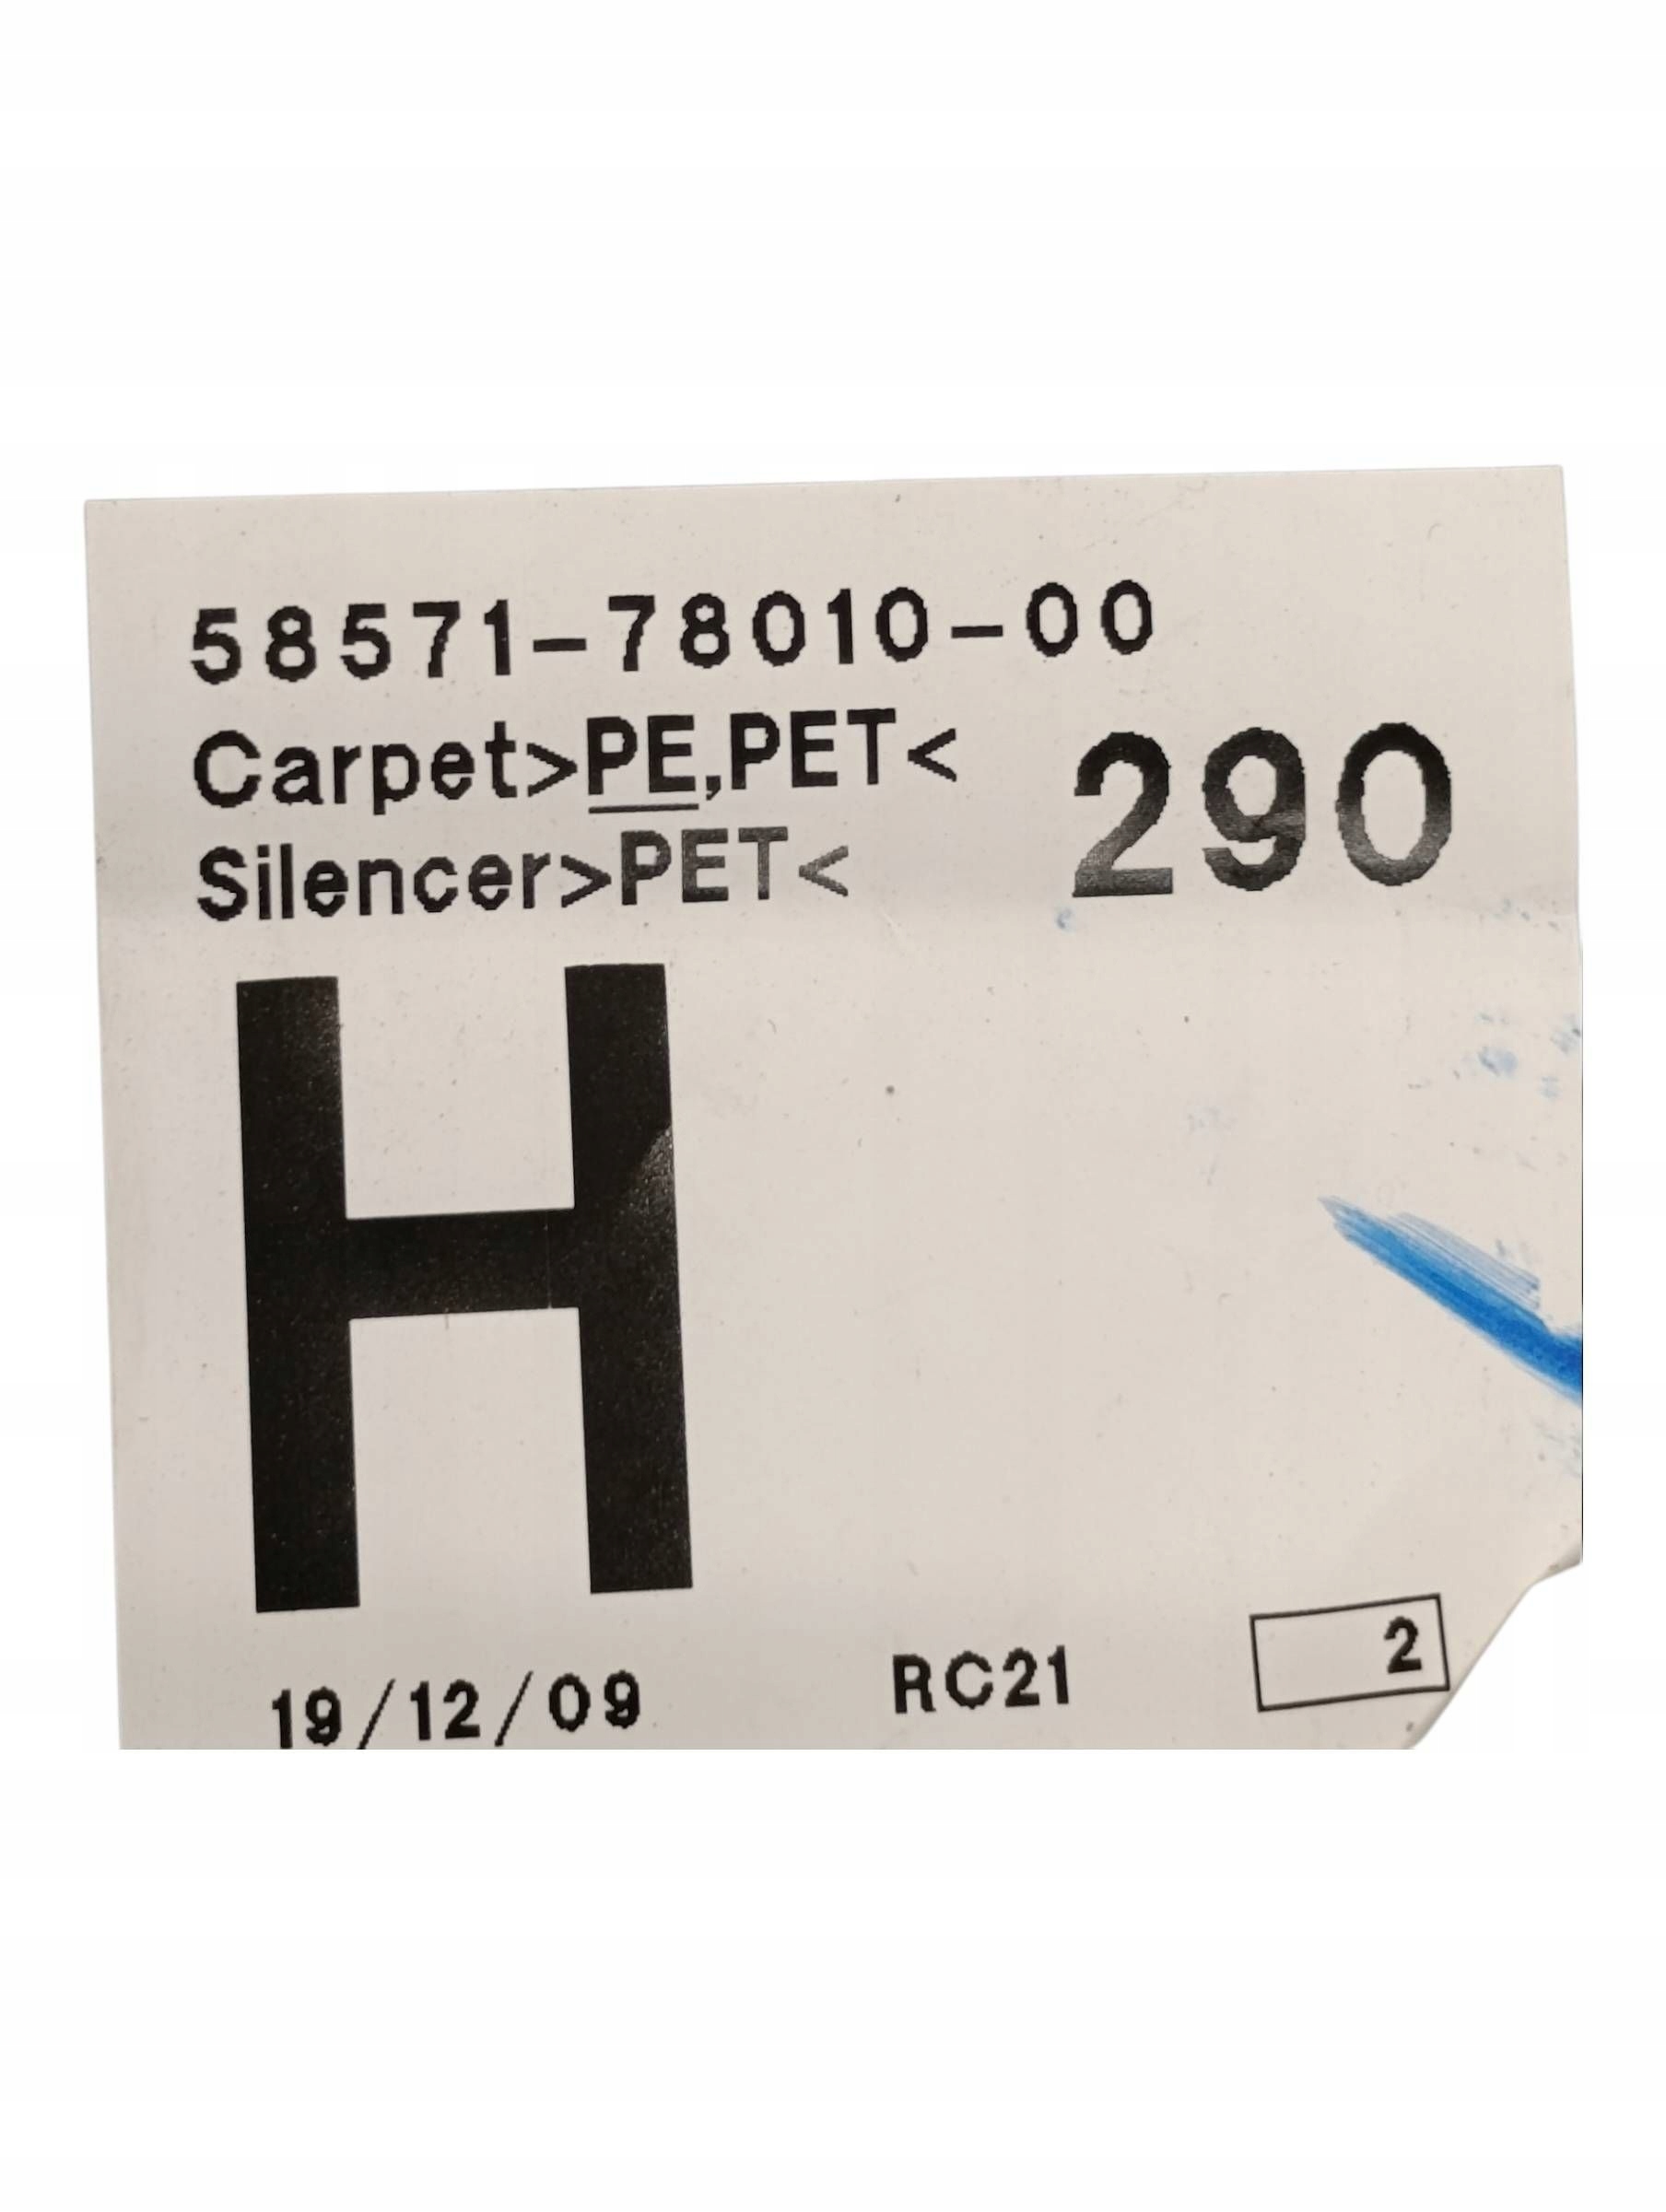 58571-78010-00
Carpet>PE,PET<
290
Silencer>PET<
H
19/12/09
RC21
2